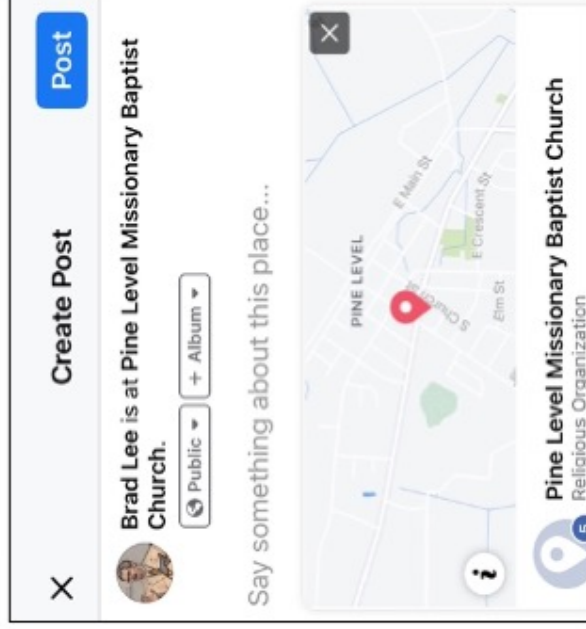 Create Post
Post
Brad Lee is at Pine Level Missionary Baptist
Church.
Public
+ Album
Say something about this place...
PINE LEVEL
E Main St
S Church St
E Crescent St
Elm St
i
Pine Level Missionary Baptist Church
Religious Organization